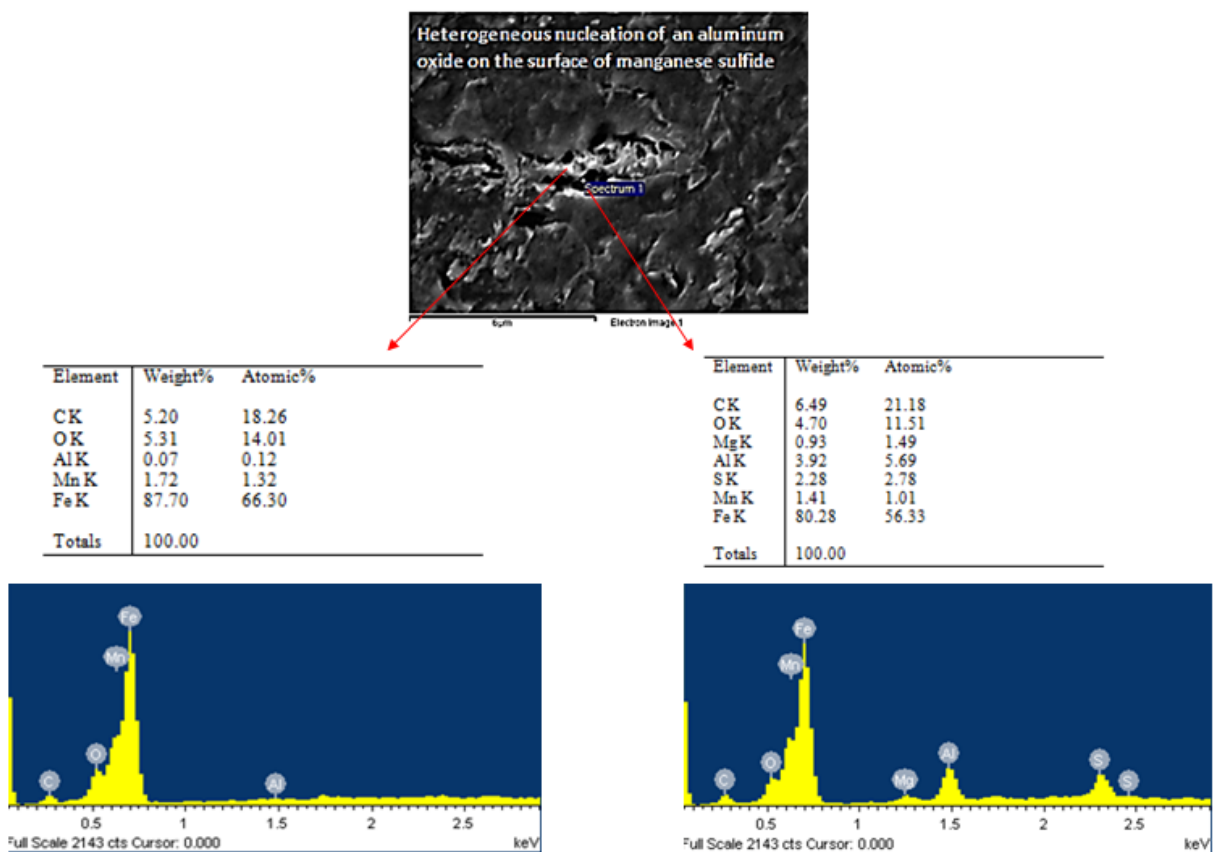 Heterogeneous nucleation of an aluminum
oxide on the surface of manganese sulfide
Spectrum 1
6µm
Electron Image 1
Element Weight% Atomic%
C K 5.20 18.26
O K 5.31 14.01
Al K 0.07 0.12
Mn K 1.72 1.32
Fe K 87.70 66.30
Totals 100.00
Element Weight% Atomic%
C K 6.49 21.18
O K 4.70 11.51
Mg K 0.93 1.49
Al K 3.92 5.69
S K 2.28 2.78
Mn K 1.41 1.01
Fe K 80.28 56.33
Totals 100.00
Fe
Mn
O
C
Al
0.5 1 1.5 2 2.5
Full Scale 2143 cts Cursor: 0.000 keV
Fe
Mn
O
C
Mg
Al
S
S
0.5 1 1.5 2 2.5
Full Scale 2143 cts Cursor: 0.000 keV